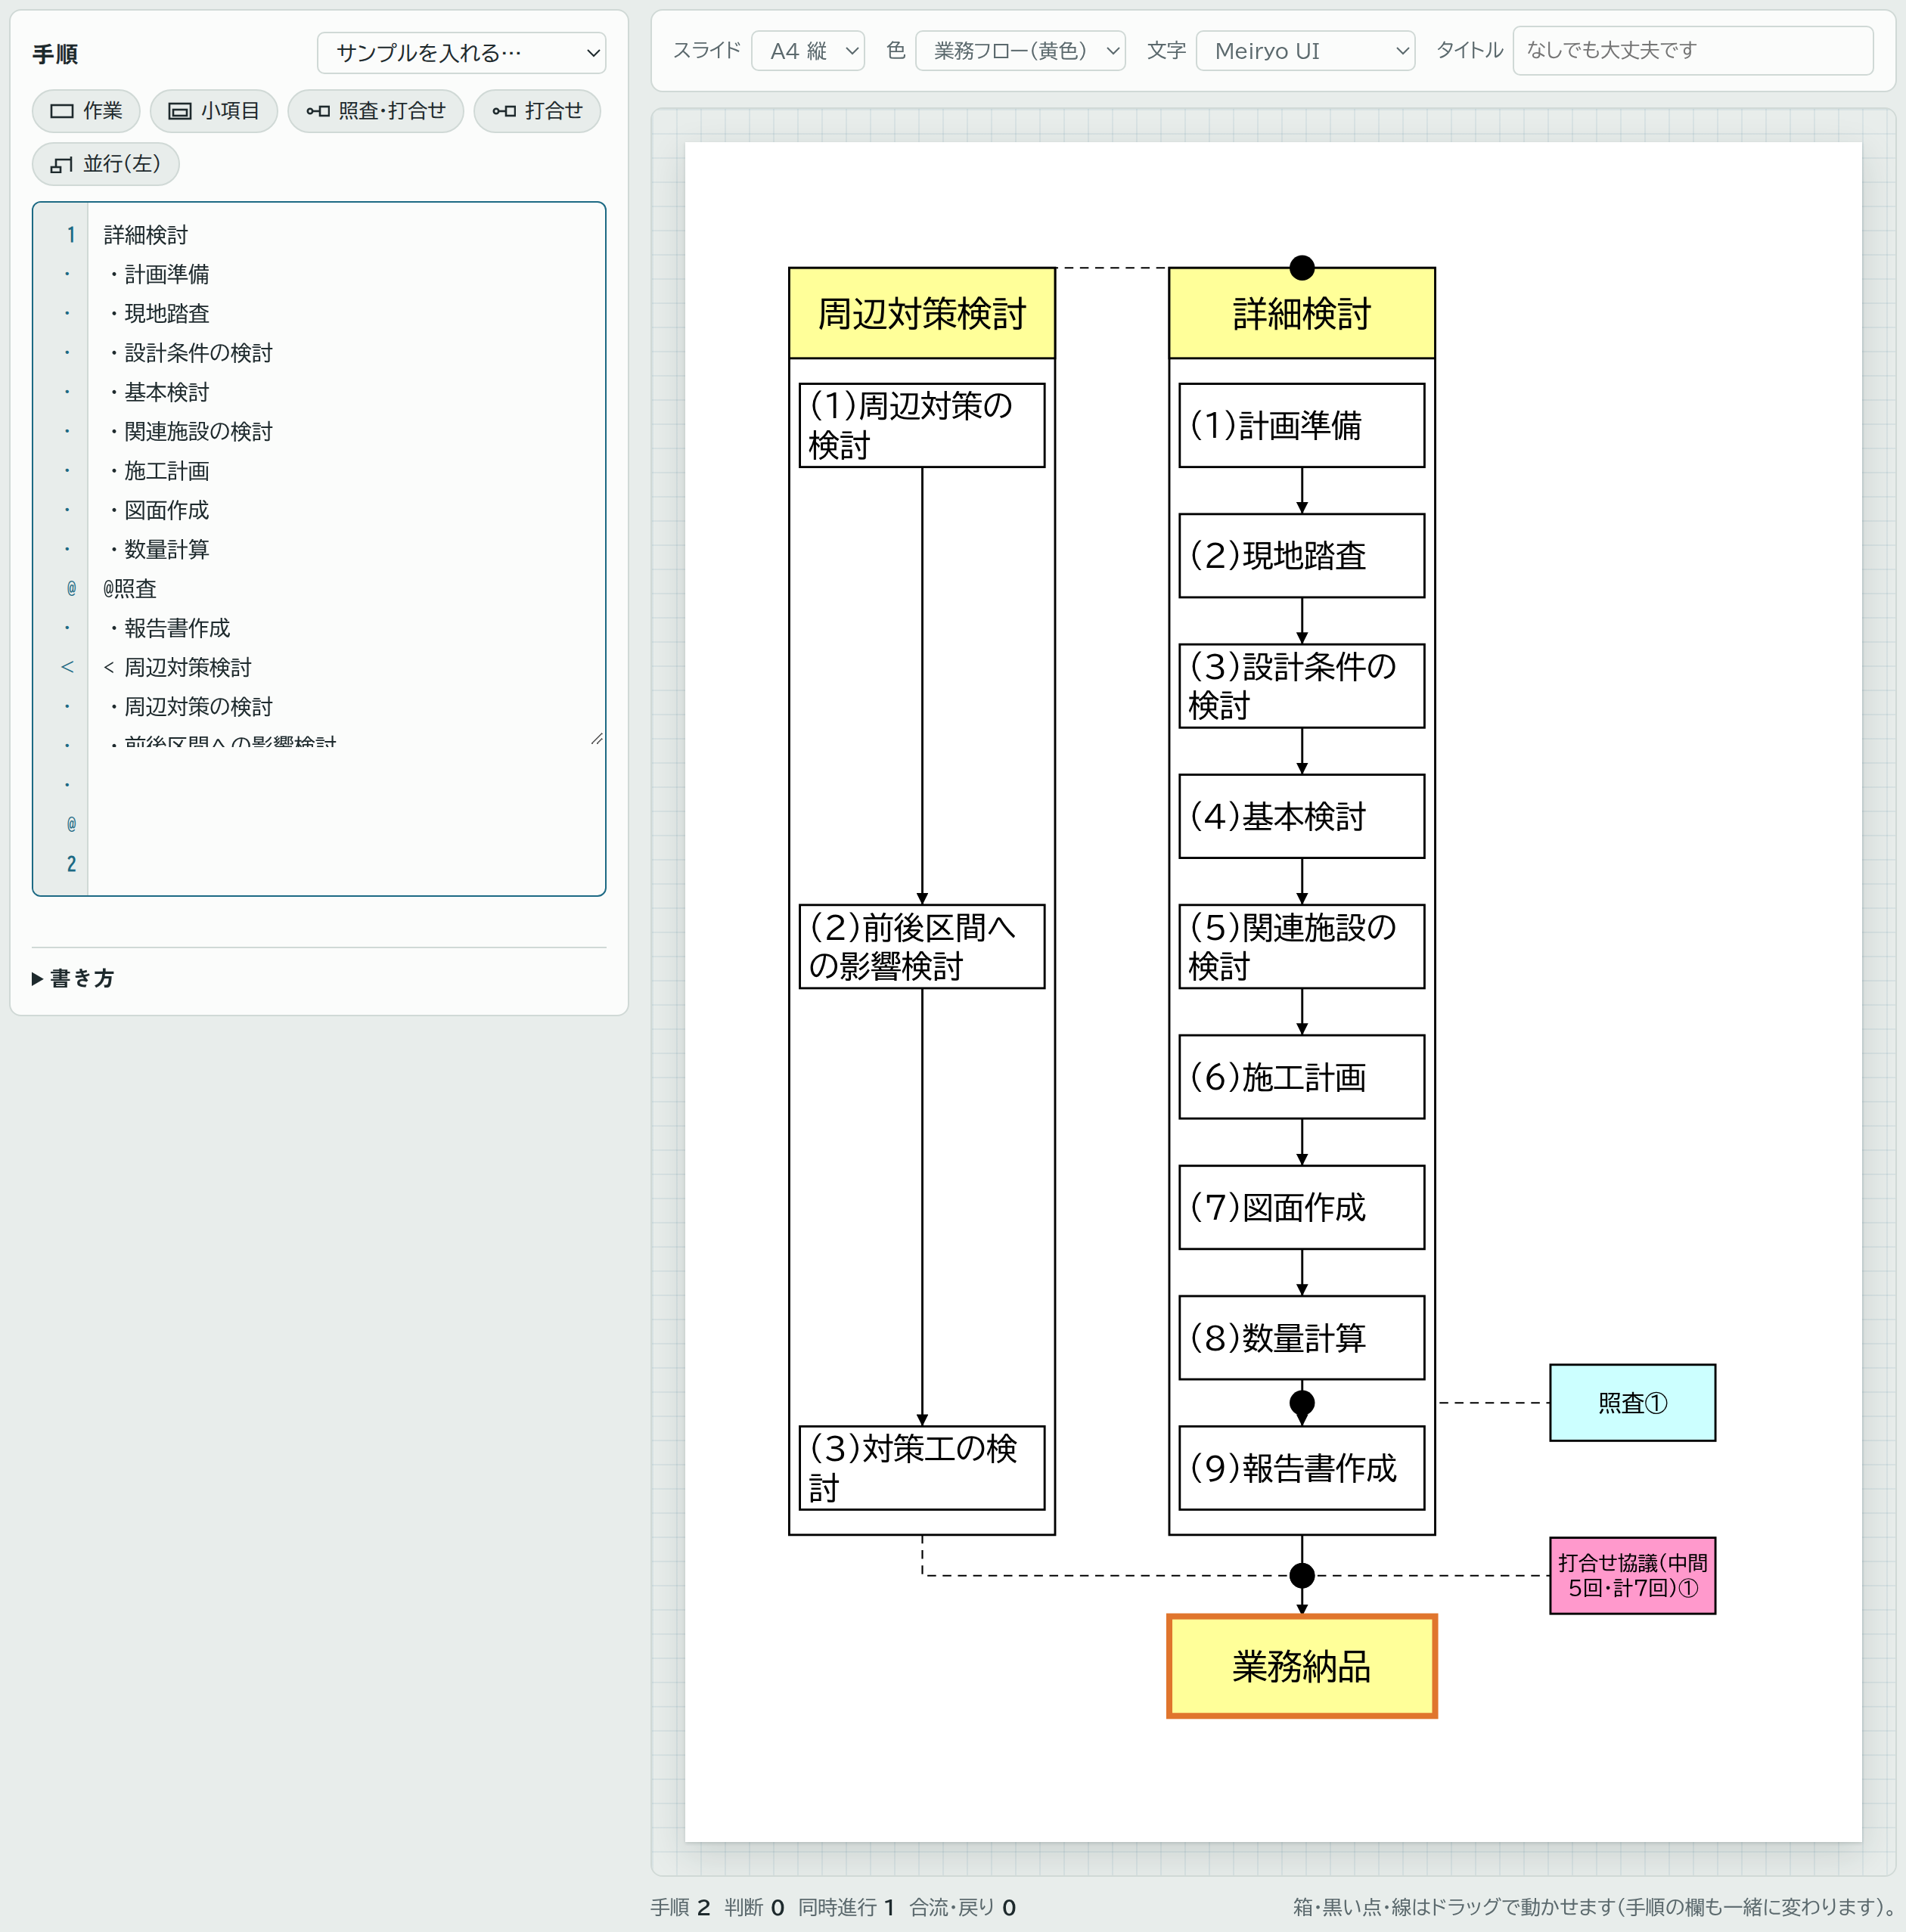 手順
サンプルを入れる…
作業
小項目
照査・打合せ
打合せ
並行(左)
1 詳細検討
・ ・計画準備
・ ・現地踏査
・ ・設計条件の検討
・ ・基本検討
・ ・関連施設の検討
・ ・施工計画
・ ・図面作成
・ ・数量計算
@ @照査
・ ・報告書作成
< < 周辺対策検討
・ ・周辺対策の検討
・ ・前後区間への影響検討
・
@
2
▶書き方
スライド A4 縦 色 業務フロー(黄色) 文字 Meiryo UI タイトル なしでも大丈夫です
周辺対策検討
(1)周辺対策の
検討
(2)前後区間へ
の影響検討
(3)対策工の検
討
詳細検討
(1)計画準備
(2)現地踏査
(3)設計条件の
検討
(4)基本検討
(5)関連施設の
検討
(6)施工計画
(7)図面作成
(8)数量計算
(9)報告書作成
照査①
打合せ協議(中間
5回・計7回)①
業務納品
手順 2 判断 0 同時進行 1 合流・戻り 0
箱・黒い点・線はドラッグで動かせます(手順の欄も一緒に変わります)。